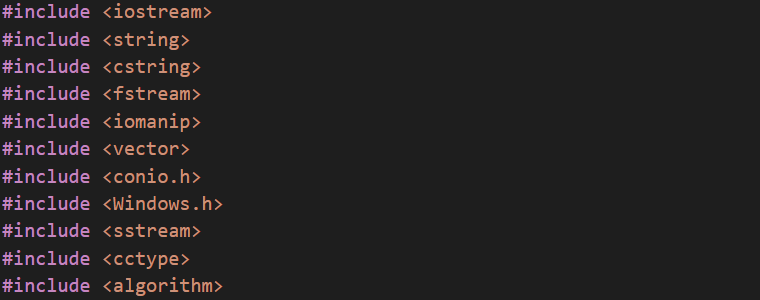 #include <iostream>
#include <string>
#include <cstring>
#include <fstream>
#include <iomanip>
#include <vector>
#include <conio.h>
#include <Windows.h>
#include <sstream>
#include <cctype>
#include <algorithm>